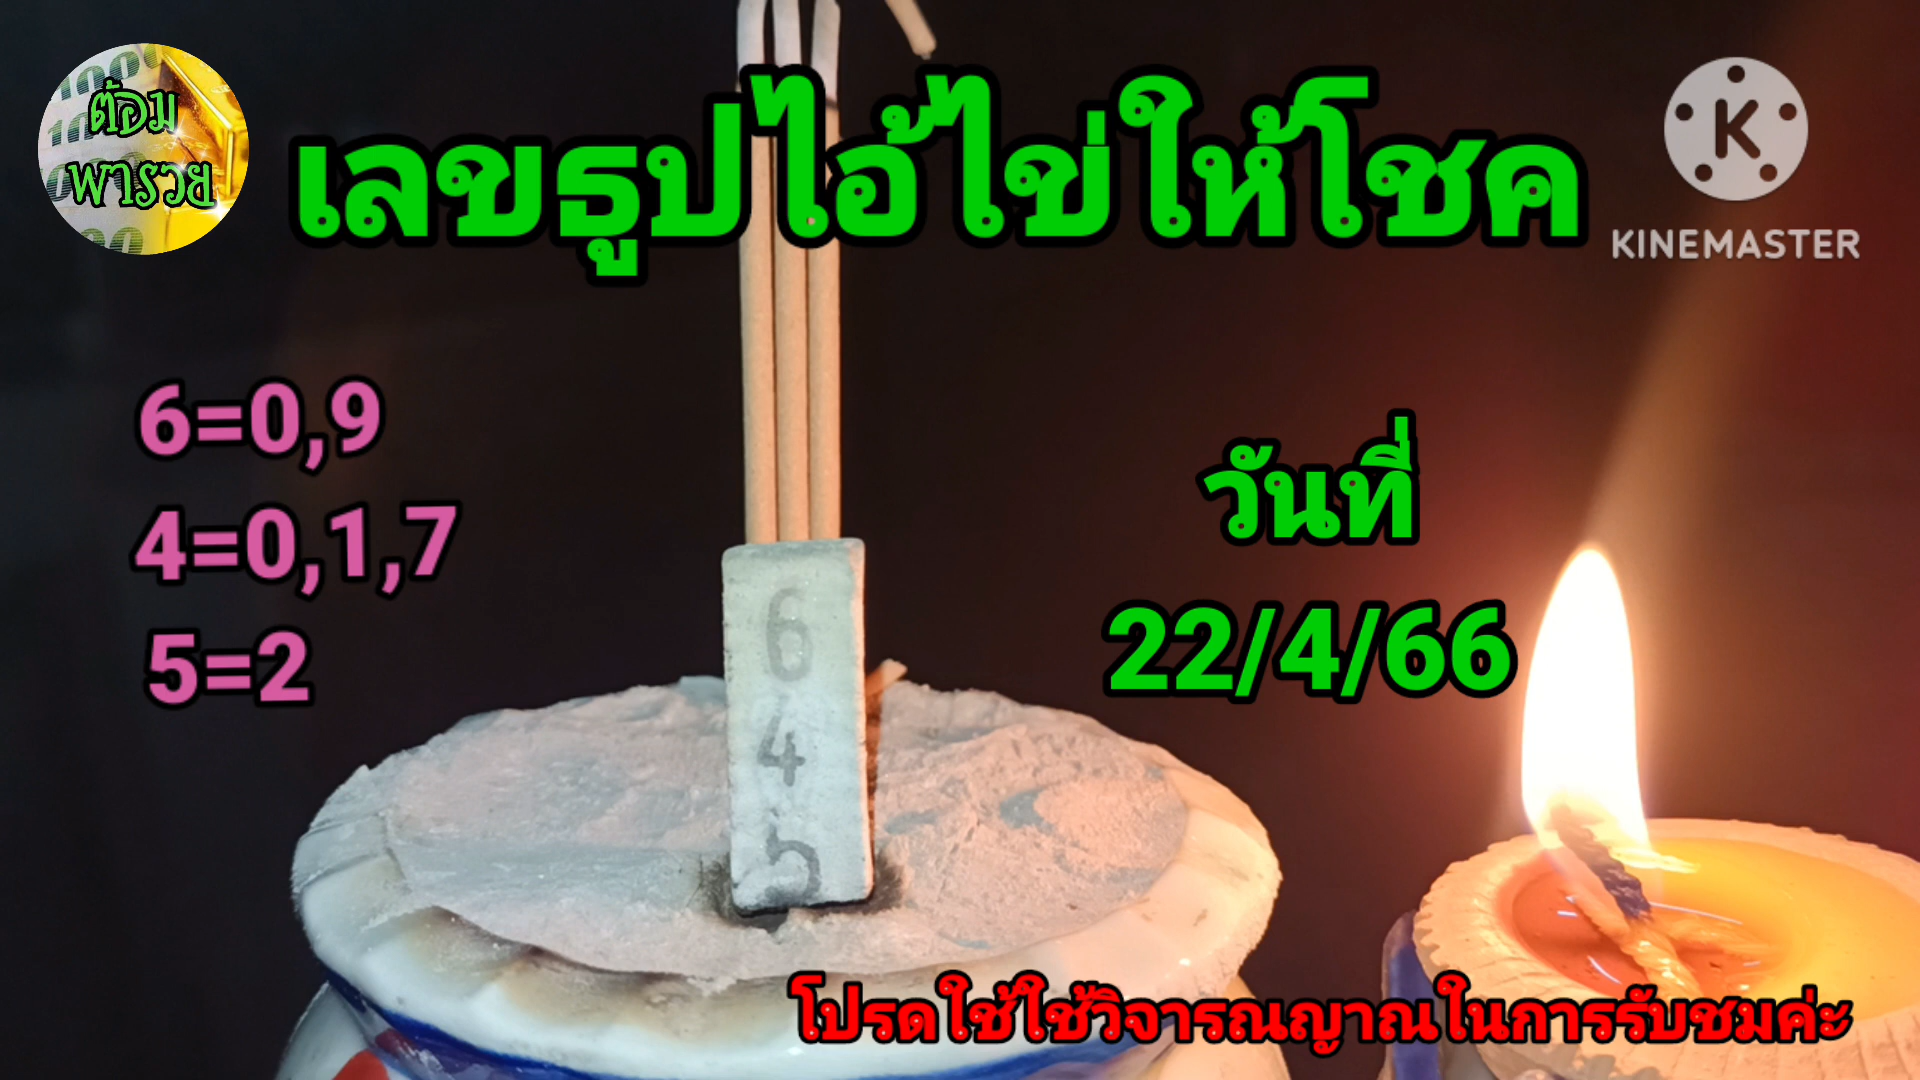 ต้อม
พารวย
เลขธูปไอ้ไข่ให้โชค
K
KINEMASTER
6=0,9
4=0,1,7
5=2
วันที่
22/4/66
6
4
5
โปรดใช้ใช้วิจารณญาณในการรับชมค่ะ